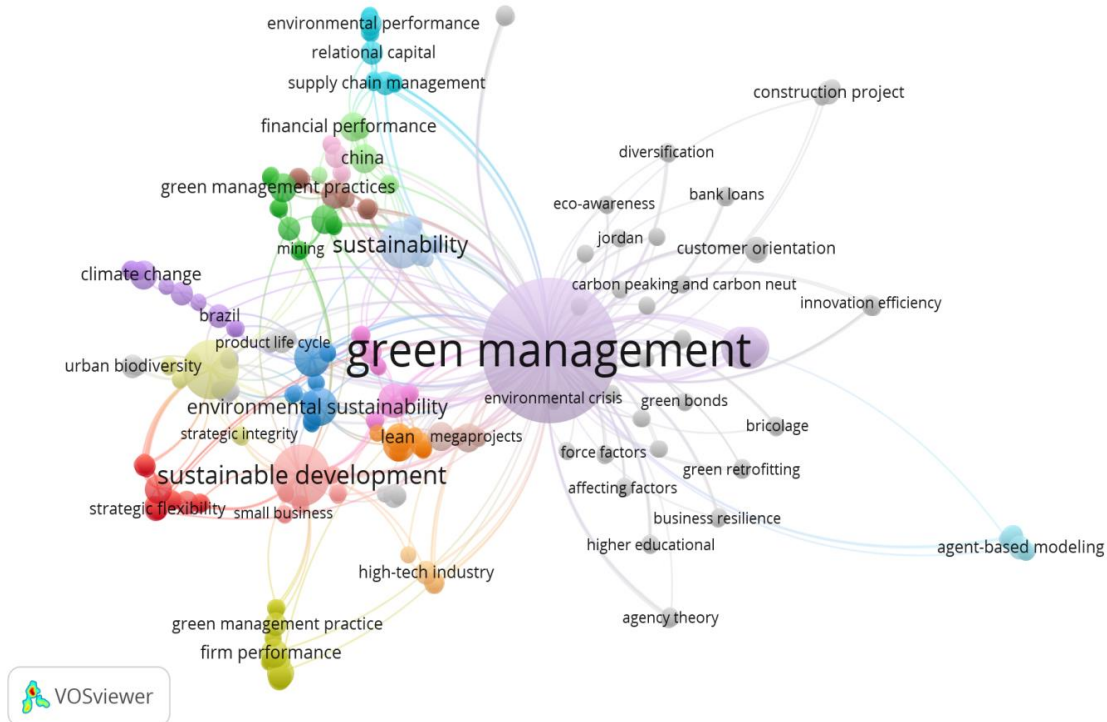 environmental performance
relational capital
supply chain management
construction project
financial performance
china
diversification
green management practices
bank loans
eco-awareness
sustainability
jordan
mining
customer orientation
climate change
carbon peaking and carbon neut
innovation efficiency
brazil
product life cycle
green management
urban biodiversity
environmental crisis
green bonds
environmental sustainability
bricolage
strategic integrity
lean
megaprojects
force factors
green retrofitting
sustainable development
affecting factors
strategic flexibility
small business
business resilience
higher educational
agent-based modeling
high-tech industry
agency theory
green management practice
firm performance
VOSviewer